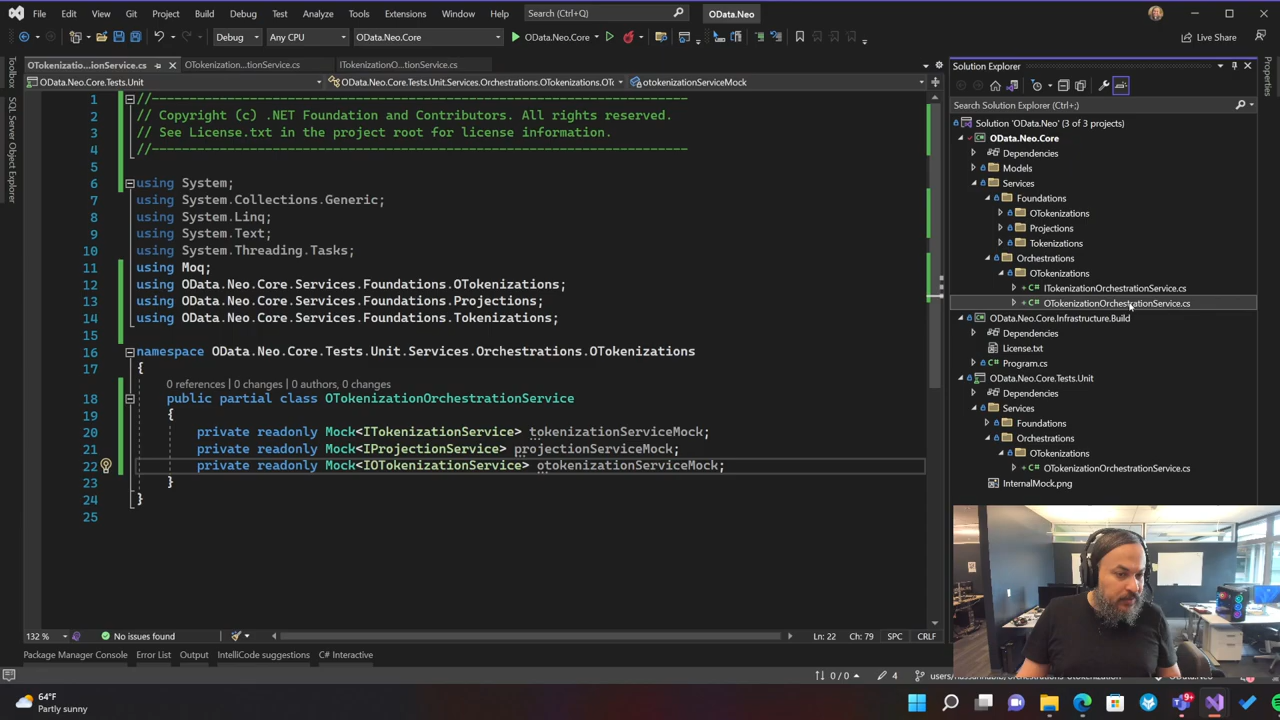 File Edit View Git Project Build Debug Test Analyze Tools Extensions Window Help Search (Ctrl+Q) OData.Neo
Debug Any CPU OData.Neo.Core OData.Neo.Core Live Share
OTokenizatio...ionService.cs OTokenization...ionService.cs ITokenizationO...nService.cs
OData.Neo.Core.Tests.Unit OData.Neo.Core.Tests.Unit.Services.Orchestrations.OTokenizations.OTc otokenizationServiceMock
Toolbox
SQL Server Object Explorer
1 //-----------------------------------------------------------------------
2 // Copyright (c) .NET Foundation and Contributors. All rights reserved.
3 // See License.txt in the project root for license information.
4 //-----------------------------------------------------------------------
5
6 using System;
7 using System.Collections.Generic;
8 using System.Linq;
9 using System.Text;
10 using System.Threading.Tasks;
11 using Moq;
12 using OData.Neo.Core.Services.Foundations.OTokenizations;
13 using OData.Neo.Core.Services.Foundations.Projections;
14 using OData.Neo.Core.Services.Foundations.Tokenizations;
15
16 namespace OData.Neo.Core.Tests.Unit.Services.Orchestrations.OTokenizations
17 {
0 references | 0 changes | 0 authors, 0 changes
18 public partial class OTokenizationOrchestrationService
19 {
20 private readonly Mock<ITokenizationService> tokenizationServiceMock;
21 private readonly Mock<IProjectionService> projectionServiceMock;
22 private readonly Mock<IOTokenizationService> otokenizationServiceMock;
23 }
24 }
25
132 % No issues found Ln: 22 Ch: 79 SPC CRLF
Package Manager Console Error List Output IntelliCode suggestions C# Interactive
Solution Explorer
Search Solution Explorer (Ctrl+;)
Solution 'OData.Neo' (3 of 3 projects)
OData.Neo.Core
Dependencies
Models
Services
Foundations
OTokenizations
Projections
Tokenizations
Orchestrations
OTokenizations
C# ITokenizationOrchestrationService.cs
C# OTokenizationOrchestrationService.cs
OData.Neo.Core.Infrastructure.Build
Dependencies
License.txt
C# Program.cs
OData.Neo.Core.Tests.Unit
Dependencies
Services
Foundations
Orchestrations
OTokenizations
C# OTokenizationOrchestrationService.cs
InternalMock.png
Properties
0 / 0 4
64°F
Partly sunny